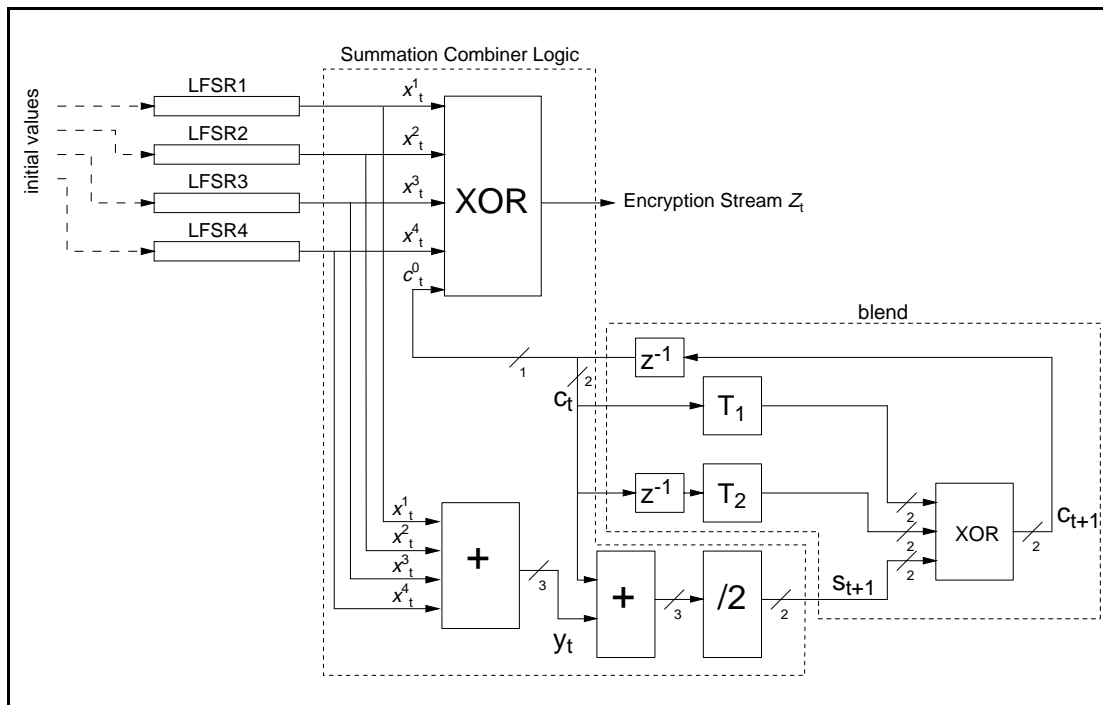 Summation Combiner Logic
initial values
LFSR1
LFSR2
LFSR3
LFSR4
x¹ₜ
x²ₜ
x³ₜ
x⁴ₜ
c⁰ₜ
XOR
Encryption Stream Zₜ
blend
1
2
cₜ
z⁻¹
T₁
z⁻¹
T₂
2
2
2
XOR
2
cₜ₊₁
x¹ₜ
x²ₜ
x³ₜ
x⁴ₜ
+
3
yₜ
+
3
/2
2
sₜ₊₁